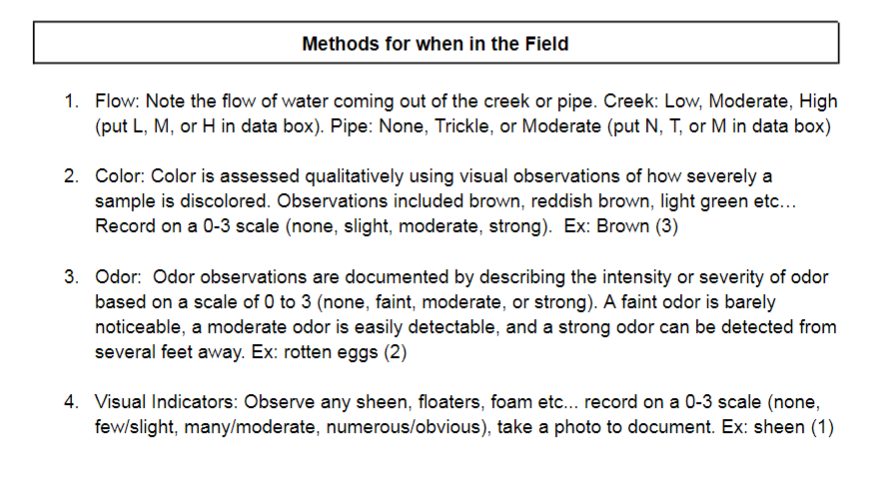 Methods for when in the Field
1. Flow: Note the flow of water coming out of the creek or pipe. Creek: Low, Moderate, High
(put L, M, or H in data box). Pipe: None, Trickle, or Moderate (put N, T, or M in data box)
2. Color: Color is assessed qualitatively using visual observations of how severely a
sample is discolored. Observations included brown, reddish brown, light green etc...
Record on a 0-3 scale (none, slight, moderate, strong).  Ex: Brown (3)
3. Odor:  Odor observations are documented by describing the intensity or severity of odor
based on a scale of 0 to 3 (none, faint, moderate, or strong). A faint odor is barely
noticeable, a moderate odor is easily detectable, and a strong odor can be detected from
several feet away. Ex: rotten eggs (2)
4. Visual Indicators: Observe any sheen, floaters, foam etc... record on a 0-3 scale (none,
few/slight, many/moderate, numerous/obvious), take a photo to document. Ex: sheen (1)